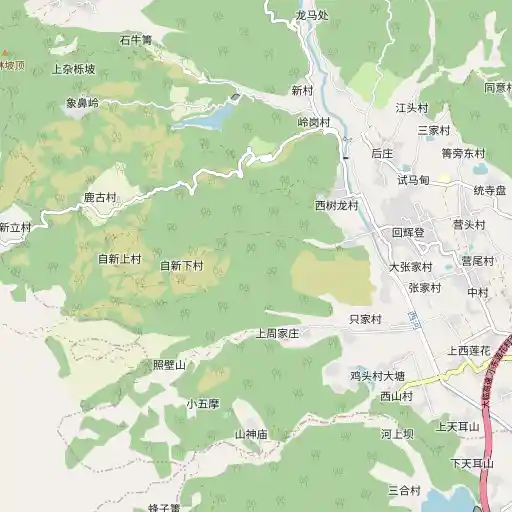 龙马处
石牛箐
林坡顶
上杂栎坡
同意村
新村
象鼻岭
江头村
岭岗村
三家村
后庄
箐旁东村
试马甸
统寺盘
鹿古村
西树龙村
新立村
营头村
回辉登
自新上村
自新下村
大张家村
营尾村
张家村
中村
西河
只家村
上周家庄
上西莲花
照壁山
鸡头村大塘
西山村
小五摩
上天耳山
山神庙
河上坝
下天耳山
三合村
蜂子箐